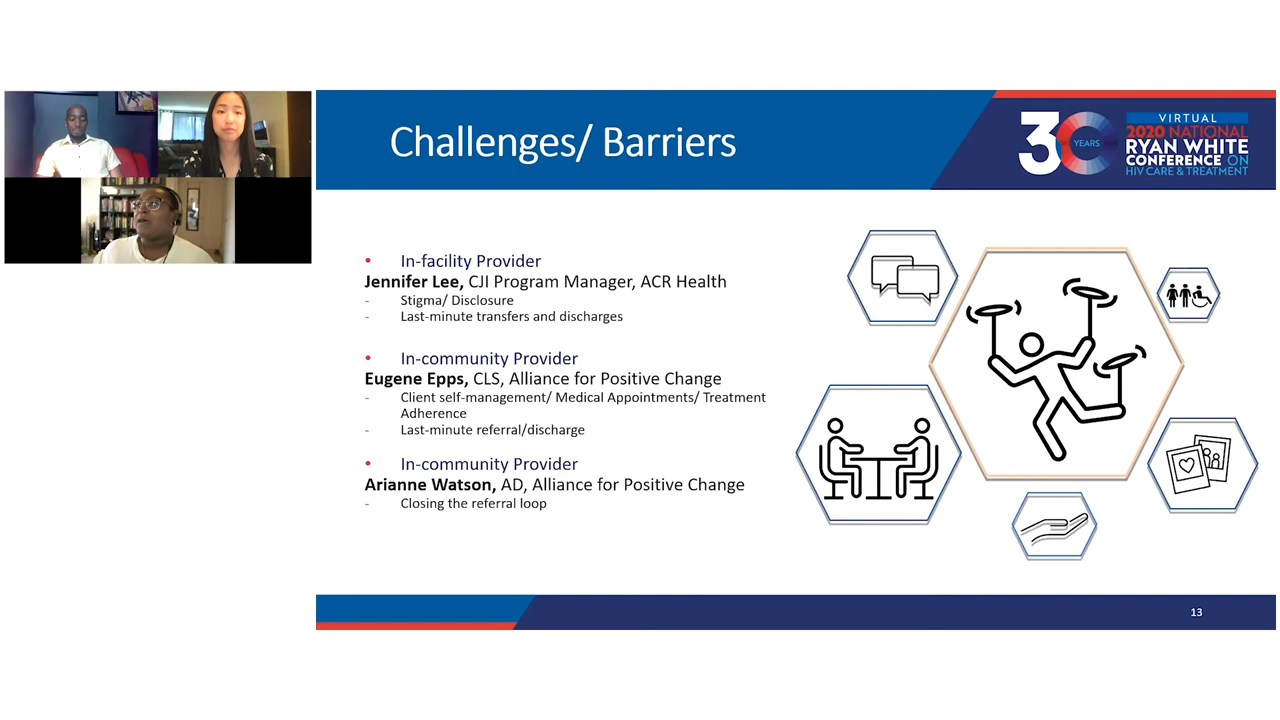 Challenges/ Barriers
30
YEARS
VIRTUAL
2020 NATIONAL
RYAN WHITE
CONFERENCE ON
HIV CARE & TREATMENT
• In-facility Provider
Jennifer Lee, CJI Program Manager, ACR Health
- Stigma/ Disclosure
- Last-minute transfers and discharges
• In-community Provider
Eugene Epps, CLS, Alliance for Positive Change
- Client self-management/ Medical Appointments/ Treatment
Adherence
- Last-minute referral/discharge
• In-community Provider
Arianne Watson, AD, Alliance for Positive Change
- Closing the referral loop
13